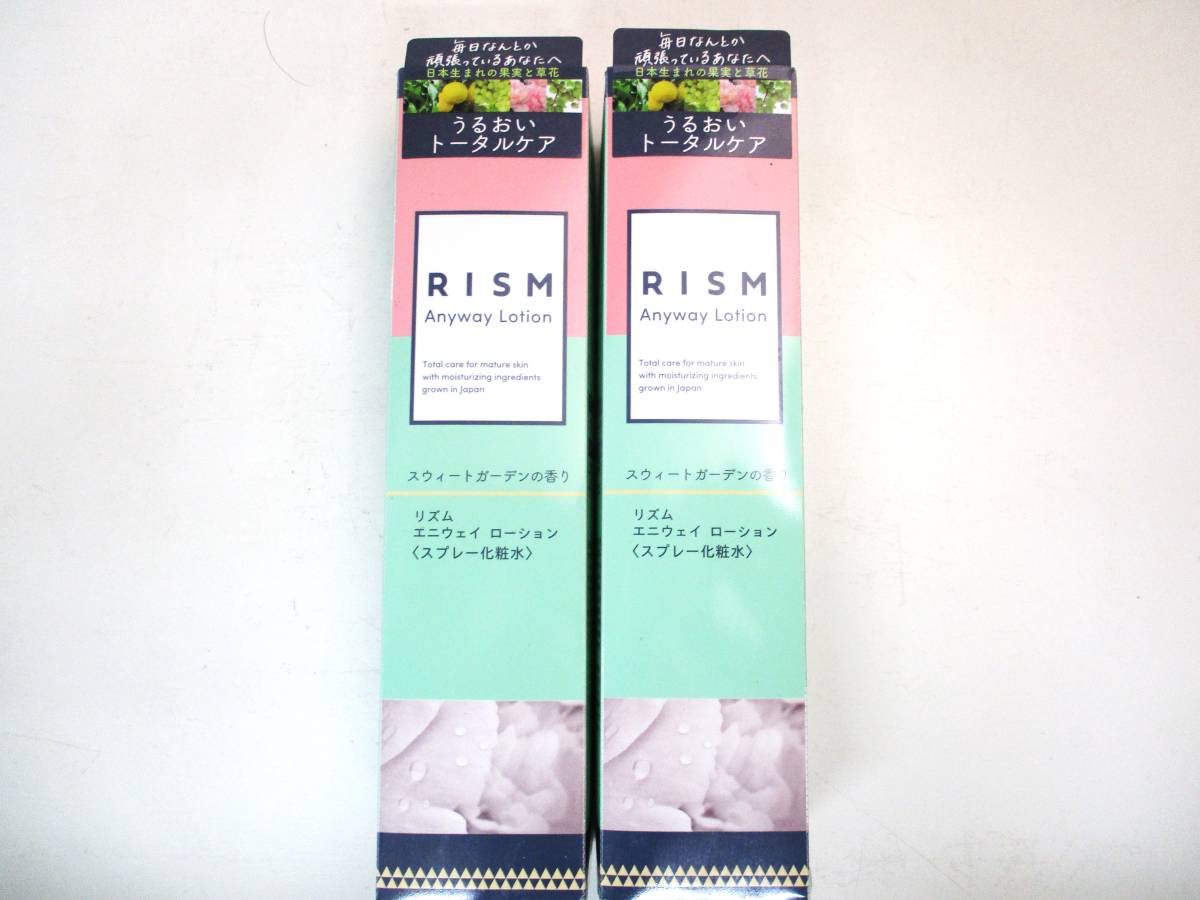 毎日なんとか
頑張っているあなたへ
日本生まれの果実と草花
うるおい
トータルケア
RISM
Anyway Lotion
Total care for mature skin
with moisturizing ingredients
grown in Japan
スウィートガーデンの香り
リズム
エニウェイ ローション
〈スプレー化粧水〉
毎日なんとか
頑張っているあなたへ
日本生まれの果実と草花
うるおい
トータルケア
RISM
Anyway Lotion
Total care for mature skin
with moisturizing ingredients
grown in Japan
スウィートガーデンの香り
リズム
エニウェイ ローション
〈スプレー化粧水〉